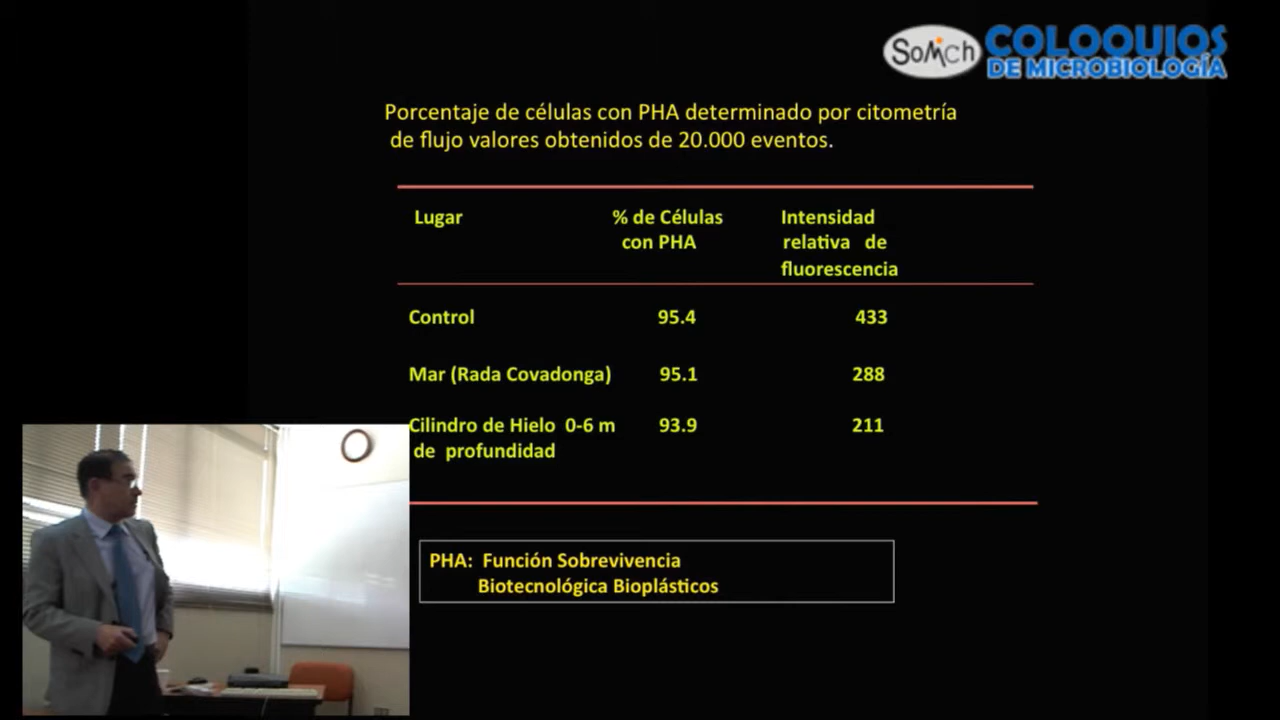 SoMich
COLOQUIOS
DE MICROBIOLOGÍA
Porcentaje de células con PHA determinado por citometría
de flujo valores obtenidos de 20.000 eventos.
Lugar % de Células Intensidad
con PHA relativa de
fluorescencia
Control 95.4 433
Mar (Rada Covadonga) 95.1 288
Cilindro de Hielo 0-6 m 93.9 211
de profundidad
PHA: Función Sobrevivencia
Biotecnológica Bioplásticos